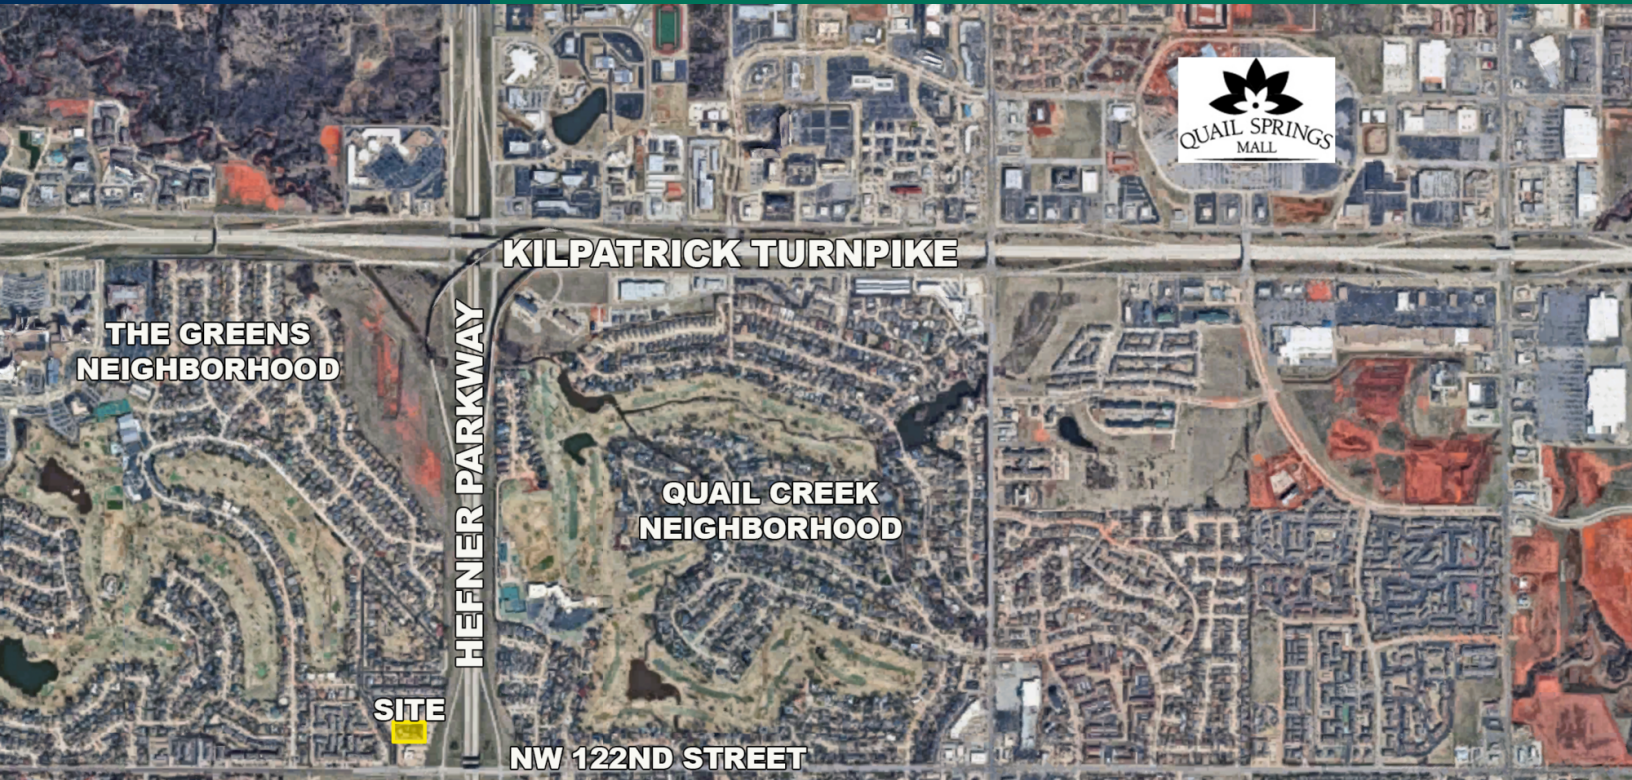 QUAIL SPRINGS
MALL
KILPATRICK TURNPIKE
THE GREENS
NEIGHBORHOOD
HEFNER PARKWAY
QUAIL CREEK
NEIGHBORHOOD
SITE
NW 122ND STREET